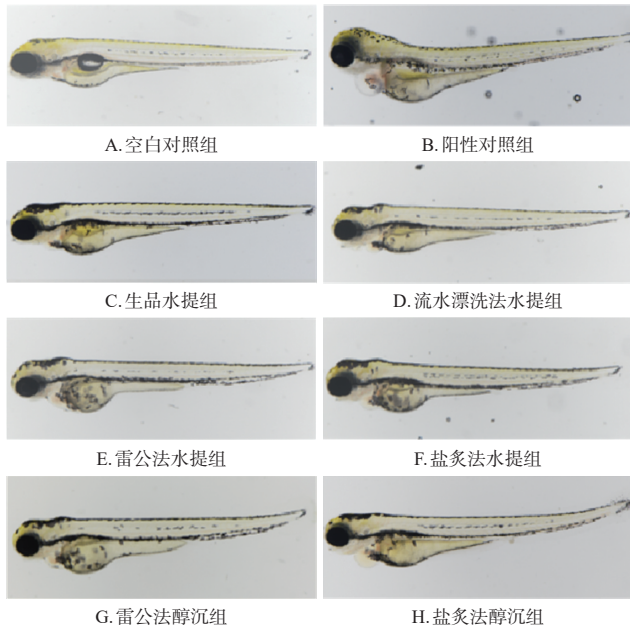 A.空白对照组
B.阳性对照组
C.生品水提组
D.流水漂洗法水提组
E.雷公法水提组
F.盐炙法水提组
G.雷公法醇沉组
H.盐炙法醇沉组